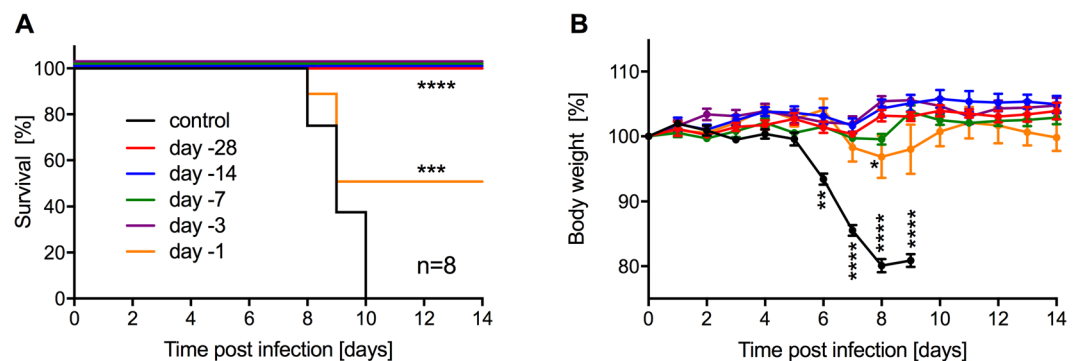 A
Survival [%]
100
80
60
40
20
0
control
day -28
day -14
day -7
day -3
day -1
****
***
n=8
0 2 4 6 8 10 12 14
Time post infection [days]
B
Body weight [%]
110
100
90
80
**
****
*
****
****
0 2 4 6 8 10 12 14
Time post infection [days]